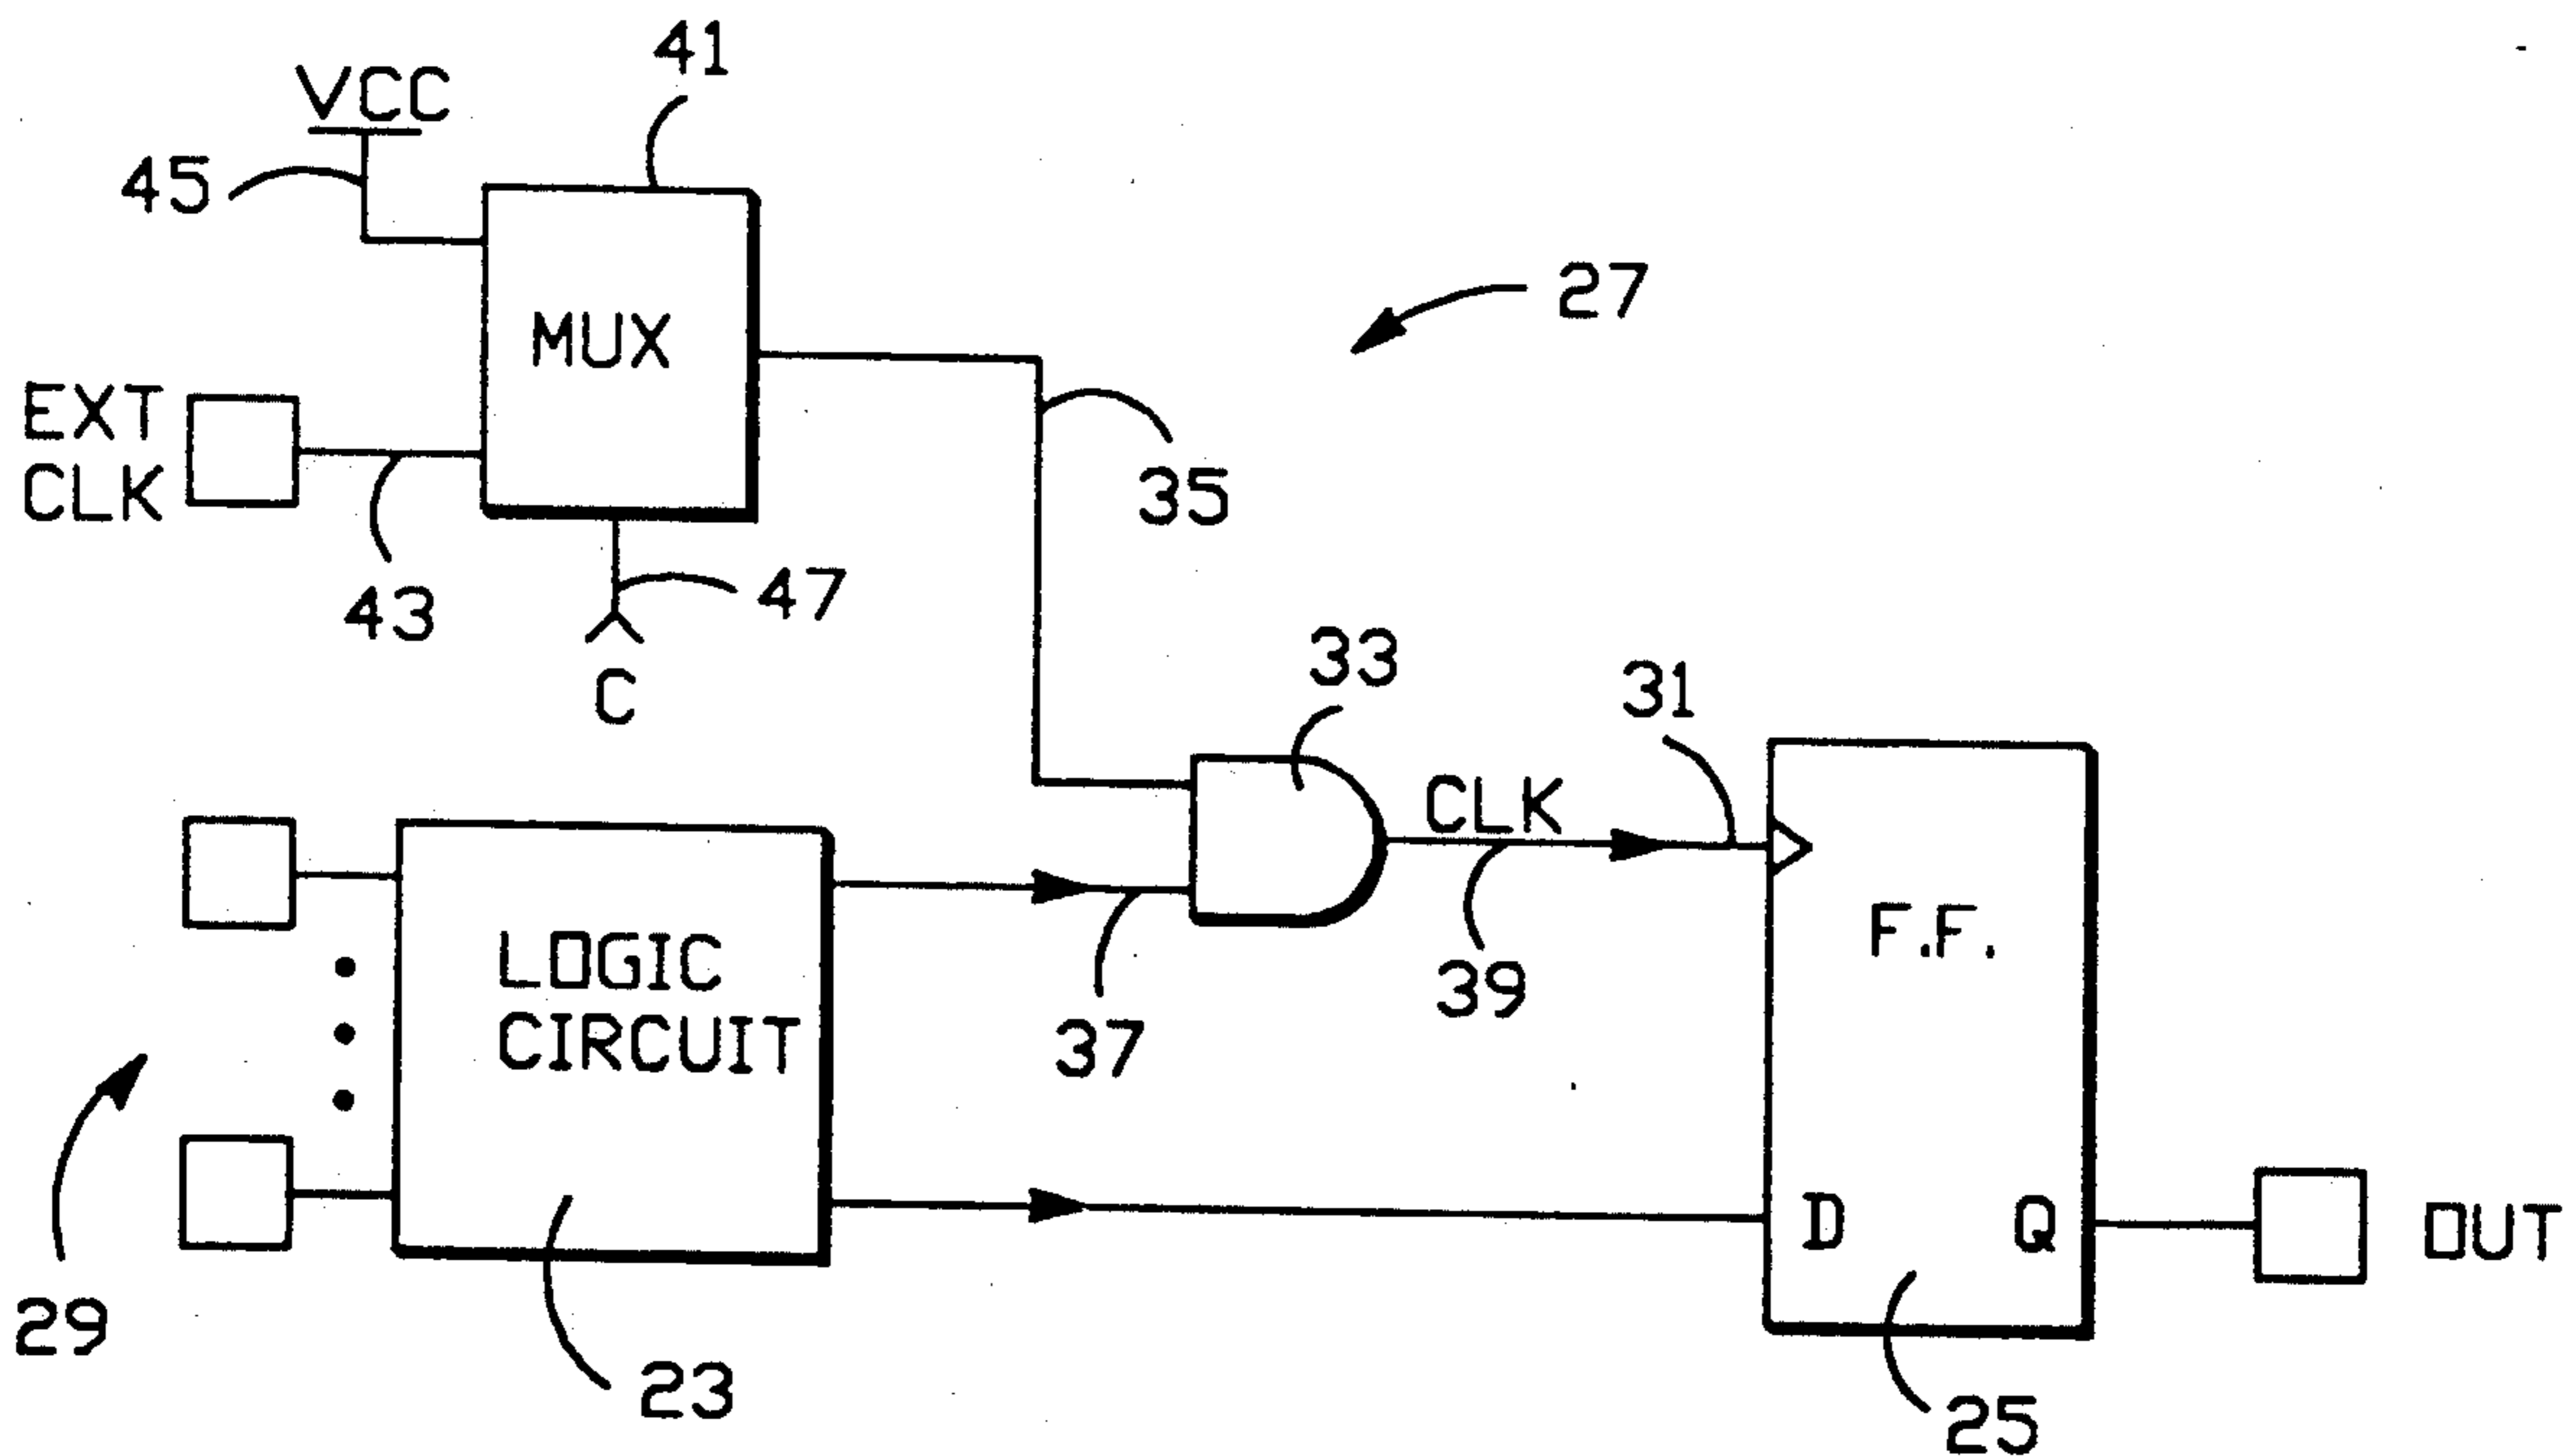 41
VCC
45
27
MUX
EXT
CLK
35
43
47
C
33
31
CLK
F.F.
LOGIC
CIRCUIT
39
37
D
Q
OUT
29
23
25